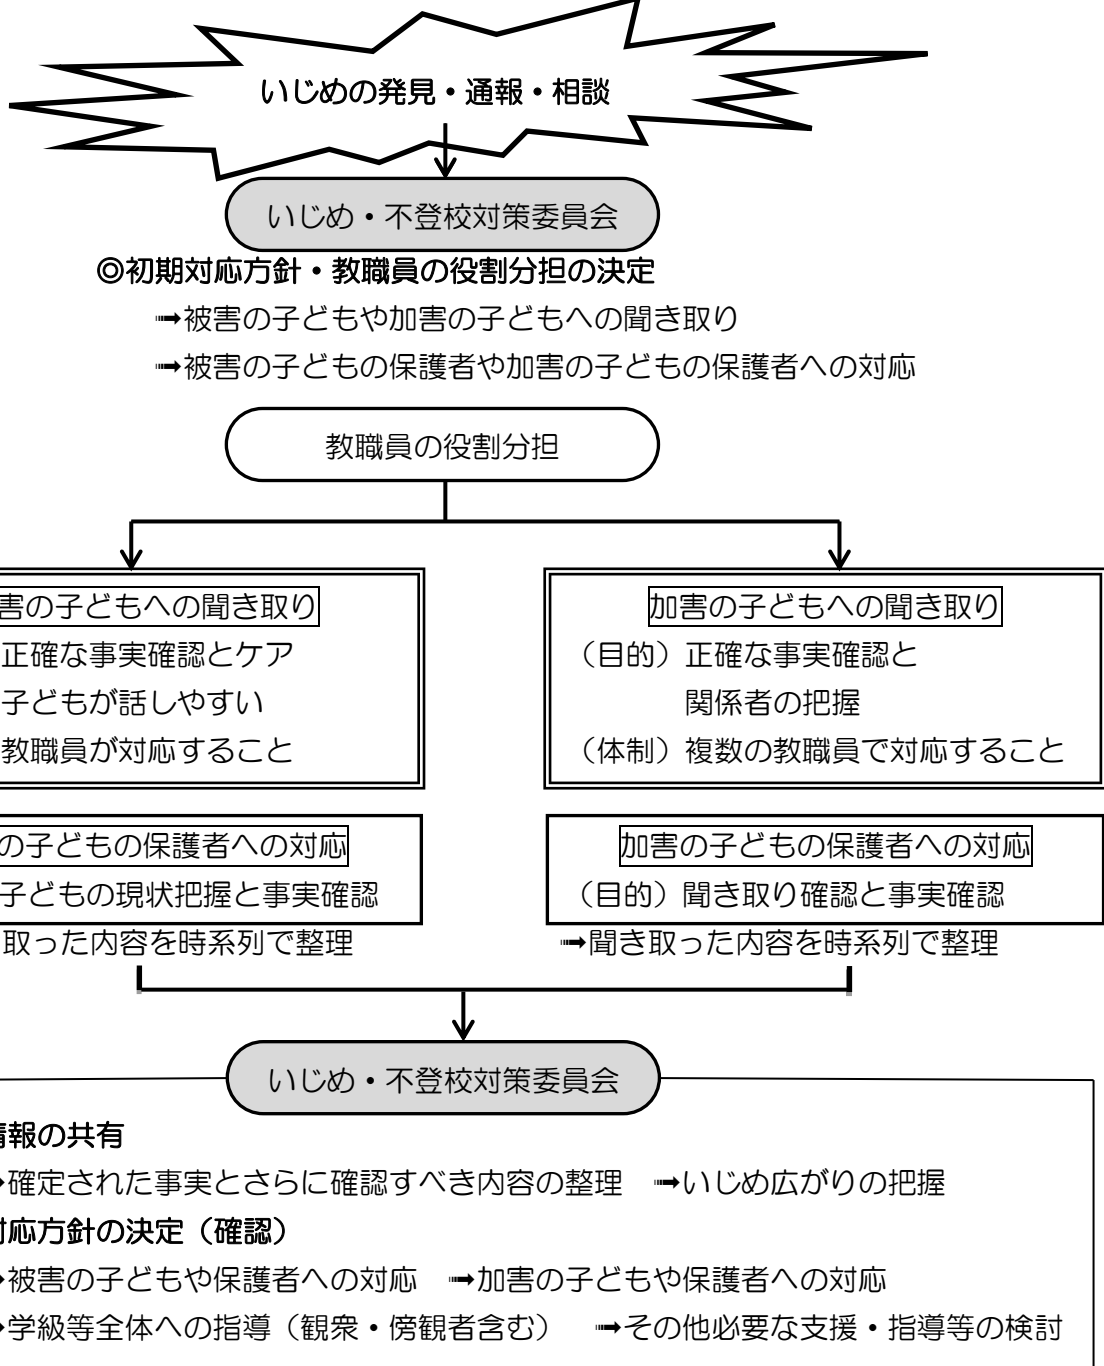 いじめの発見・通報・相談
いじめ・不登校対策委員会
◎初期対応方針・教職員の役割分担の決定
➟被害の子どもや加害の子どもへの聞き取り
➟被害の子どもの保護者や加害の子どもの保護者への対応
教職員の役割分担
害の子どもへの聞き取り
正確な事実確認とケア
子どもが話しやすい
教職員が対応すること
加害の子どもへの聞き取り
（目的）正確な事実確認と
関係者の把握
（体制）複数の教職員で対応すること
の子どもの保護者への対応
子どもの現状把握と事実確認
取った内容を時系列で整理
加害の子どもの保護者への対応
（目的）聞き取り確認と事実確認
➟聞き取った内容を時系列で整理
いじめ・不登校対策委員会
情報の共有
➟確定された事実とさらに確認すべき内容の整理　➟いじめ広がりの把握
対応方針の決定（確認）
➟被害の子どもや保護者への対応　➟加害の子どもや保護者への対応
➟学級等全体への指導（観衆・傍観者含む）　➟その他必要な支援・指導等の検討